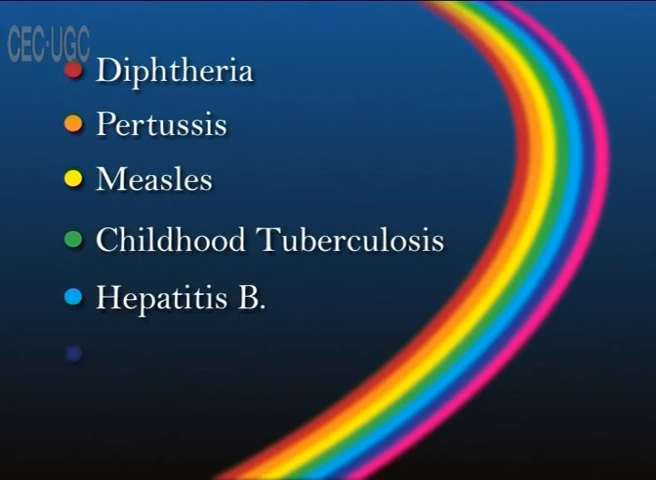 CEC-UGC
Diphtheria
Pertussis
Measles
Childhood Tuberculosis
Hepatitis B.